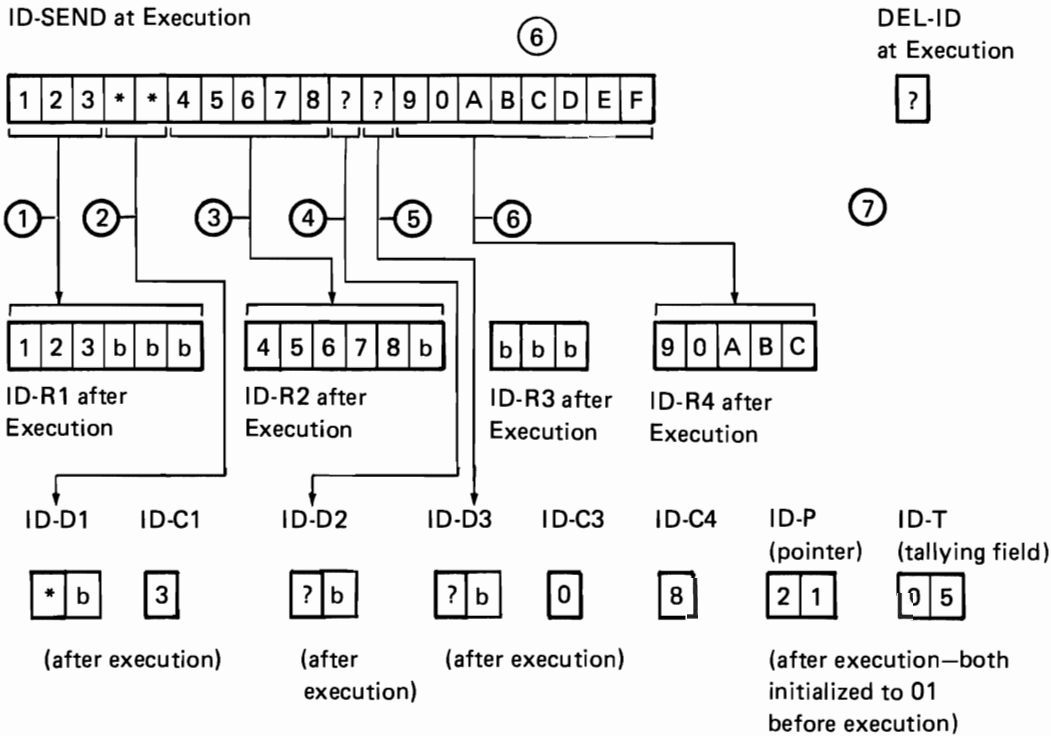 ID-SEND at Execution
6
DEL-ID
at Execution
1 2 3 * * 4 5 6 7 8 ? ? 9 0 A B C D E F
?
1 2 3 4 5 6 7
1 2 3 b b b
4 5 6 7 8 b
b b b
9 0 A B C
ID-R1 after
Execution
ID-R2 after
Execution
ID-R3 after
Execution
ID-R4 after
Execution
ID-D1 ID-C1 ID-D2 ID-D3 ID-C3 ID-C4
ID-P
(pointer)
ID-T
(tallying field)
* b
3
? b
? b
0
8
2 1
0 5
(after execution)
(after
execution)
(after execution)
(after execution—both
initialized to 01
before execution)